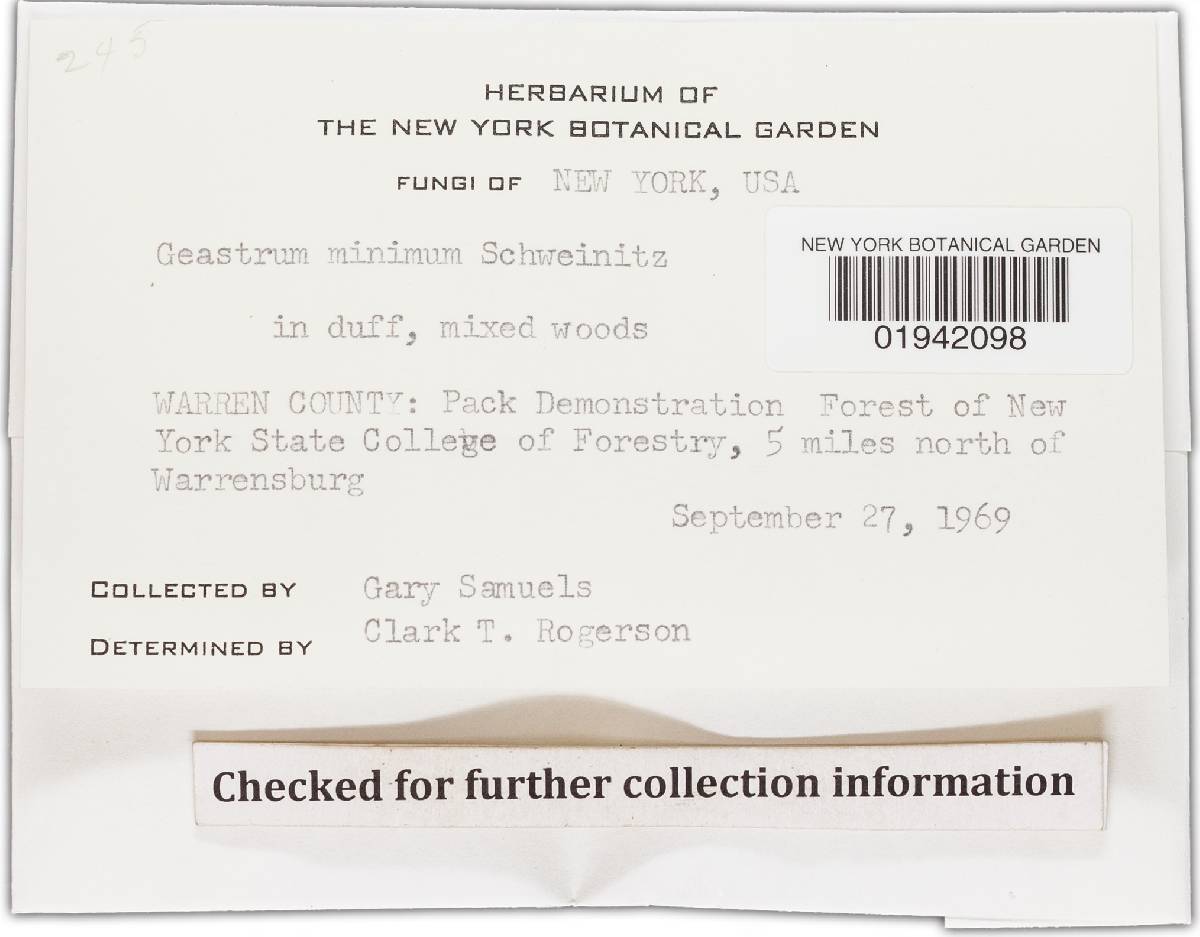 245
HERBARIUM OF
THE NEW YORK BOTANICAL GARDEN
FUNGI OF NEW YORK, USA
Geastrum minimum Schweinitz
NEW YORK BOTANICAL GARDEN
01942098
in duff, mixed woods
WARREN COUNTY: Pack Demonstration Forest of New
York State College of Forestry, 5 miles north of
Warrensburg
September 27, 1969
COLLECTED BY Gary Samuels
DETERMINED BY Clark T. Rogerson
Checked for further collection information